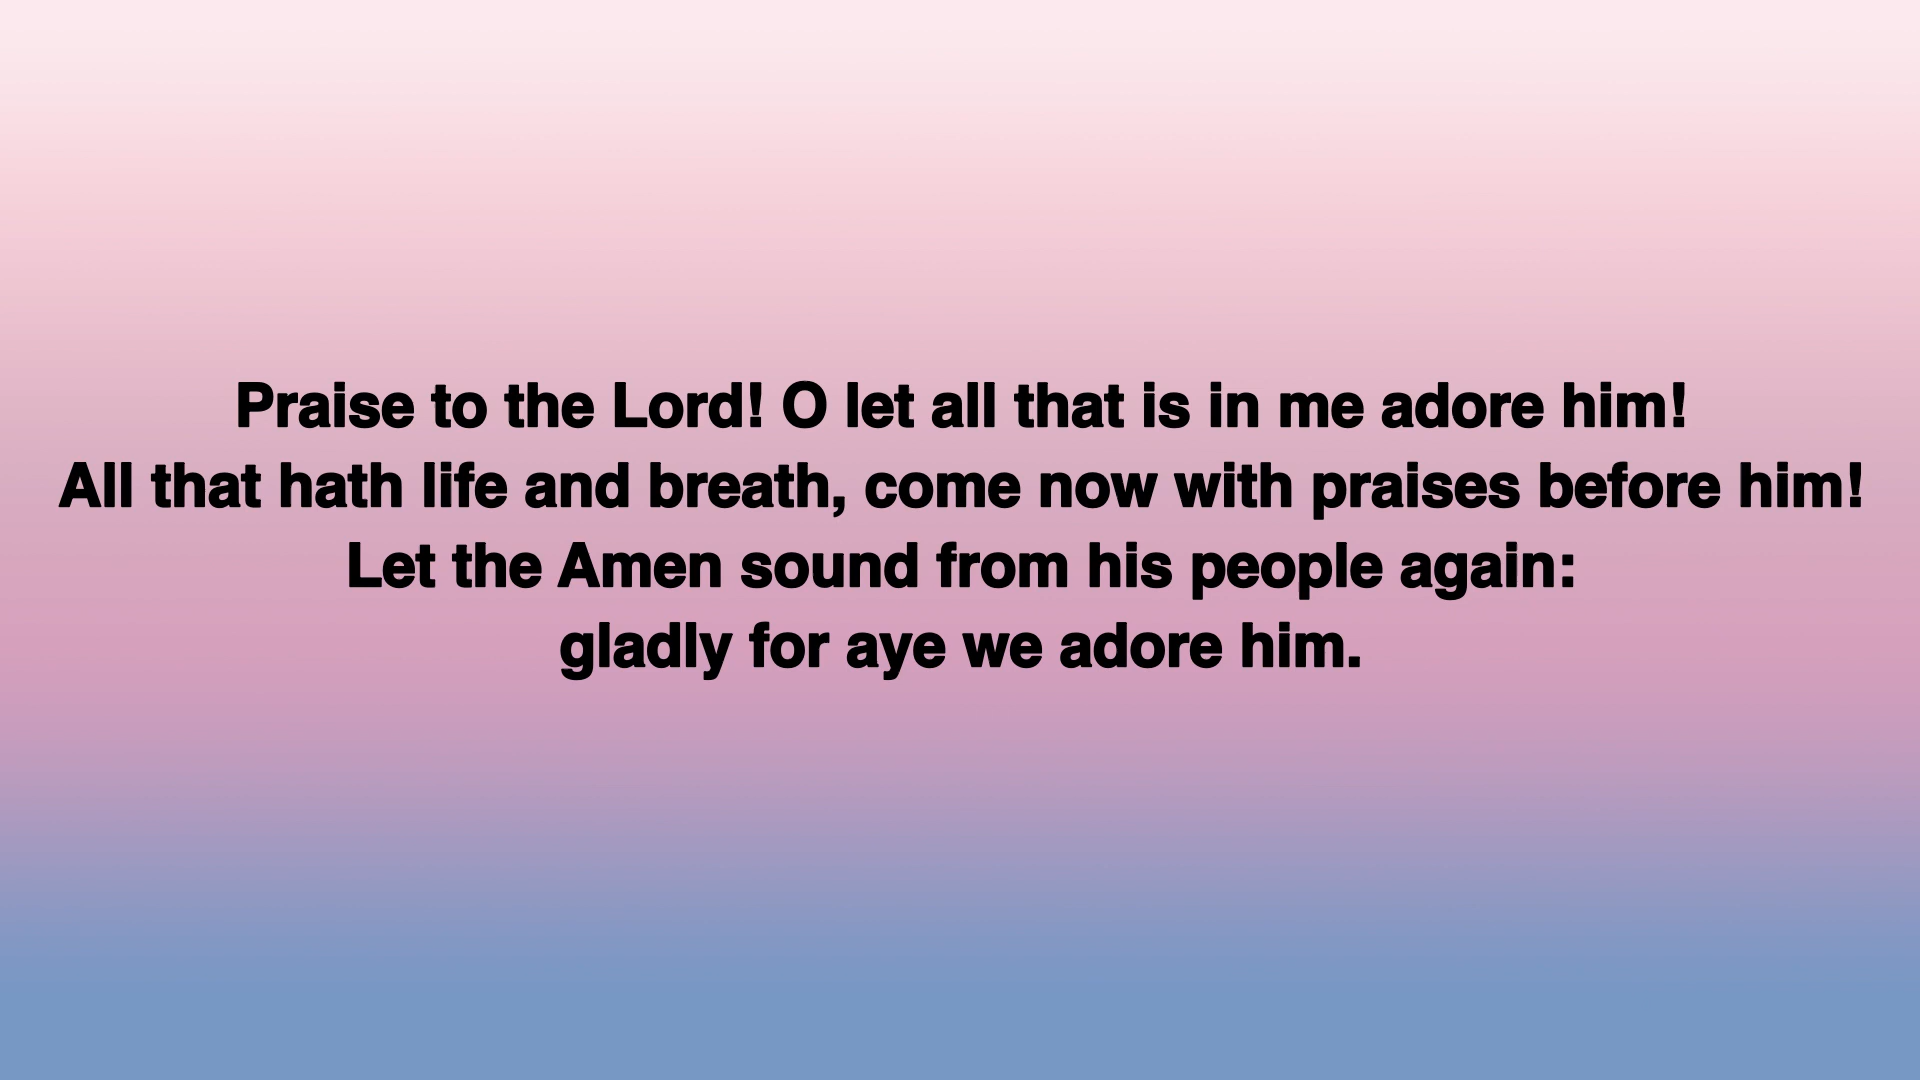 Praise to the Lord! O let all that is in me adore him!
All that hath life and breath, come now with praises before him!
Let the Amen sound from his people again:
gladly for aye we adore him.